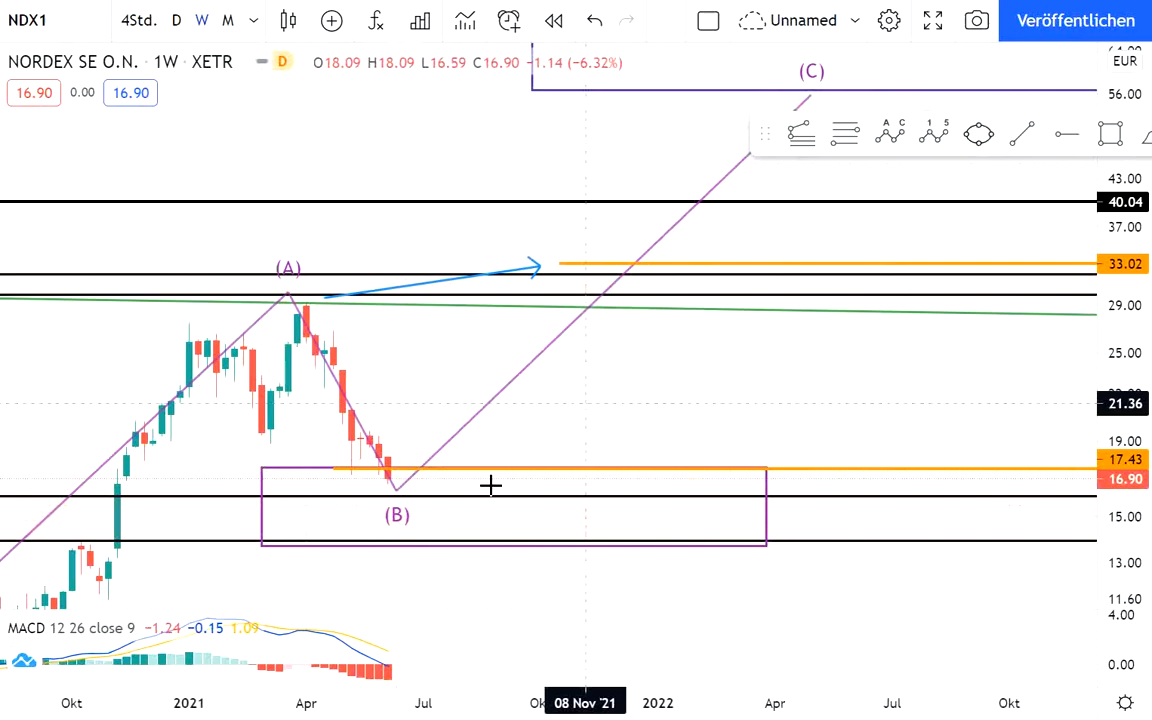 NDX1 4Std. D W M Unnamed Veröffentlichen
NORDEX SE O.N. · 1W · XETR D O18.09 H18.09 L16.59 C16.90 −1.14 (−6.32%)
EUR
16.90 0.00 16.90
(C)
56.00
A C 1 5
43.00
40.04
37.00
33.02
(A)
29.00
25.00
21.36
19.00
17.43
16.90
(B)
15.00
13.00
11.60
4.00
MACD 12 26 close 9 −1.24 −0.15 1.09
0.00
Okt 2021 Apr Jul 08 Nov '21 2022 Apr Jul Okt